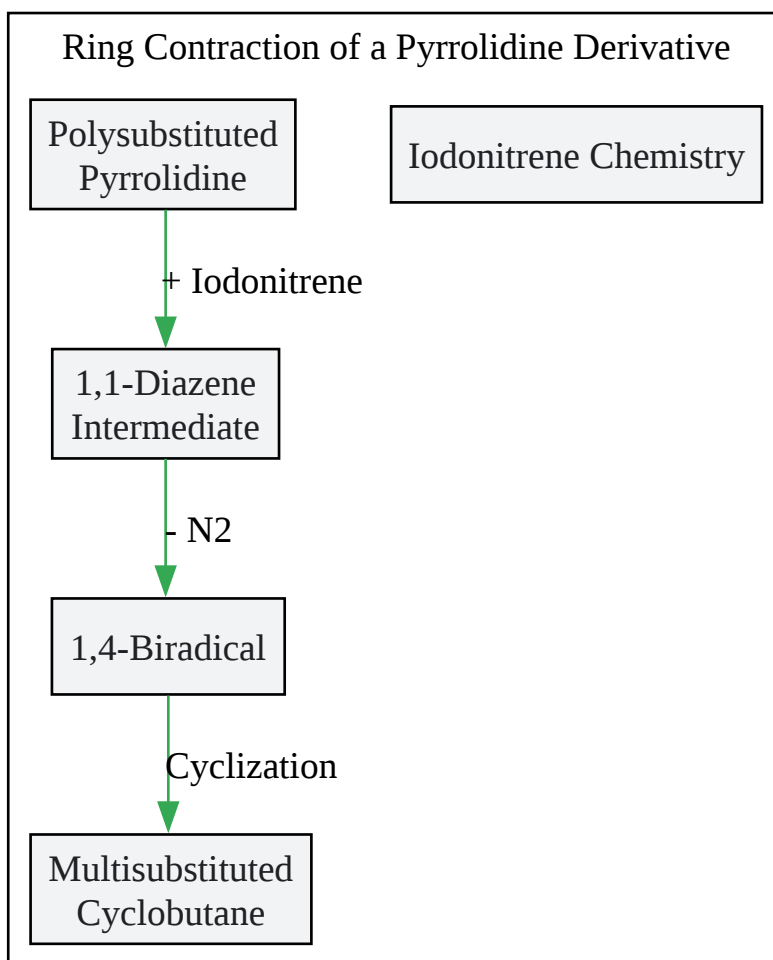 Ring Contraction of a Pyrrolidine Derivative
Polysubstituted
Pyrrolidine
Iodonitrene Chemistry
+ Iodonitrene
1,1-Diazene
Intermediate
- N2
1,4-Biradical
Cyclization
Multisubstituted
Cyclobutane